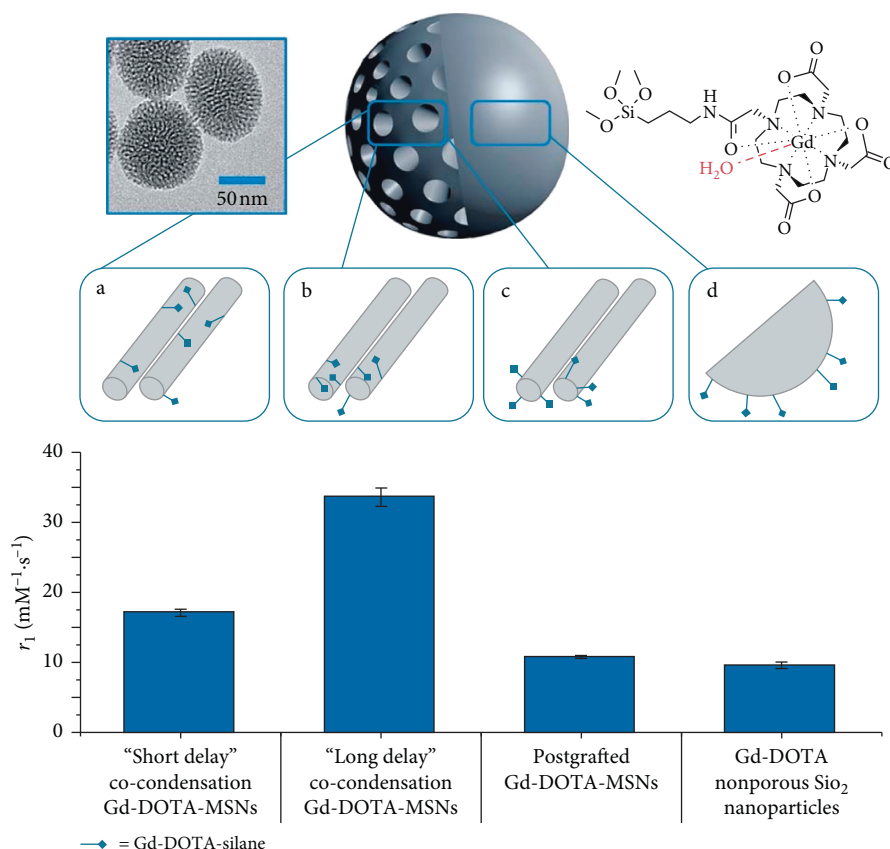 50 nm
O
O
O
Si
H
N
O
N
N
N
N
Gd
H₂O
O
O
O
O
O
O
a
b
c
d
40
30
20
10
0
r₁ (mM⁻¹·s⁻¹)
“Short delay”
co-condensation
Gd-DOTA-MSNs
“Long delay”
co-condensation
Gd-DOTA-MSNs
Postgrafted
Gd-DOTA-MSNs
Gd-DOTA
nonporous Sio₂
nanoparticles
= Gd-DOTA-silane